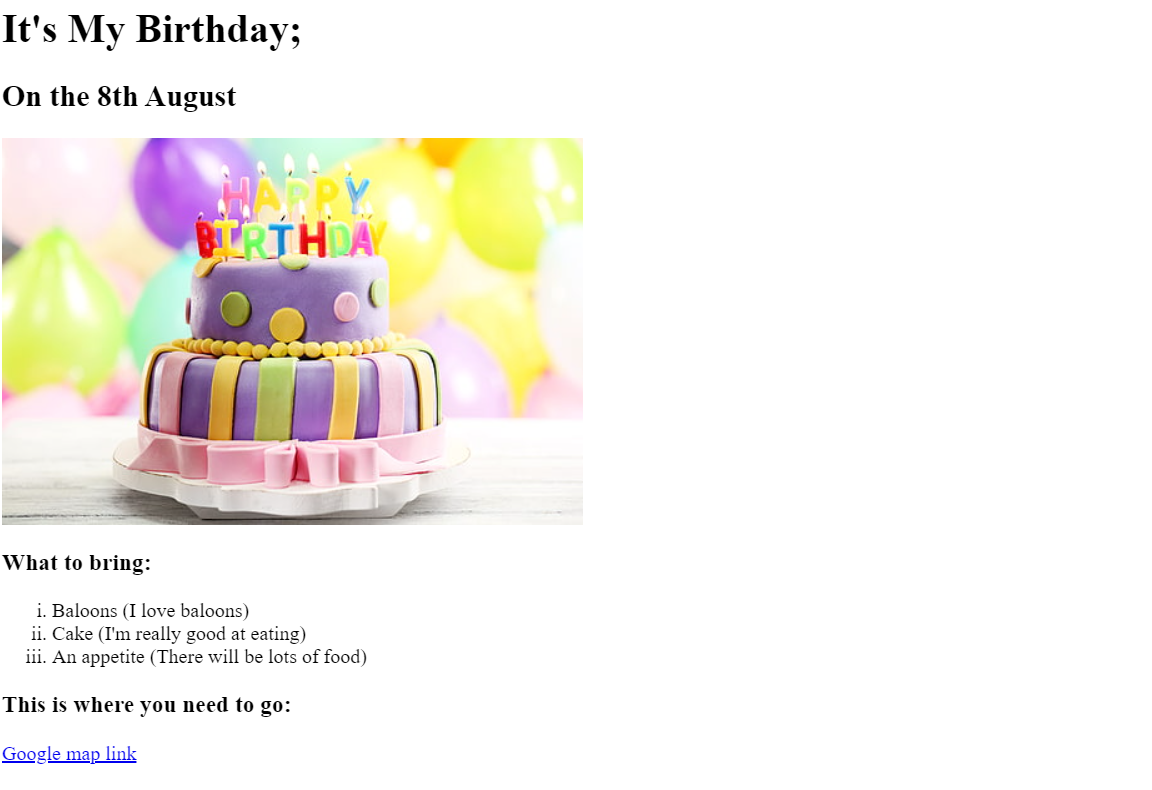 It's My Birthday;
On the 8th August
HAPPY
BIRTHDAY
What to bring:
i. Baloons (I love baloons)
ii. Cake (I'm really good at eating)
iii. An appetite (There will be lots of food)
This is where you need to go:
Google map link